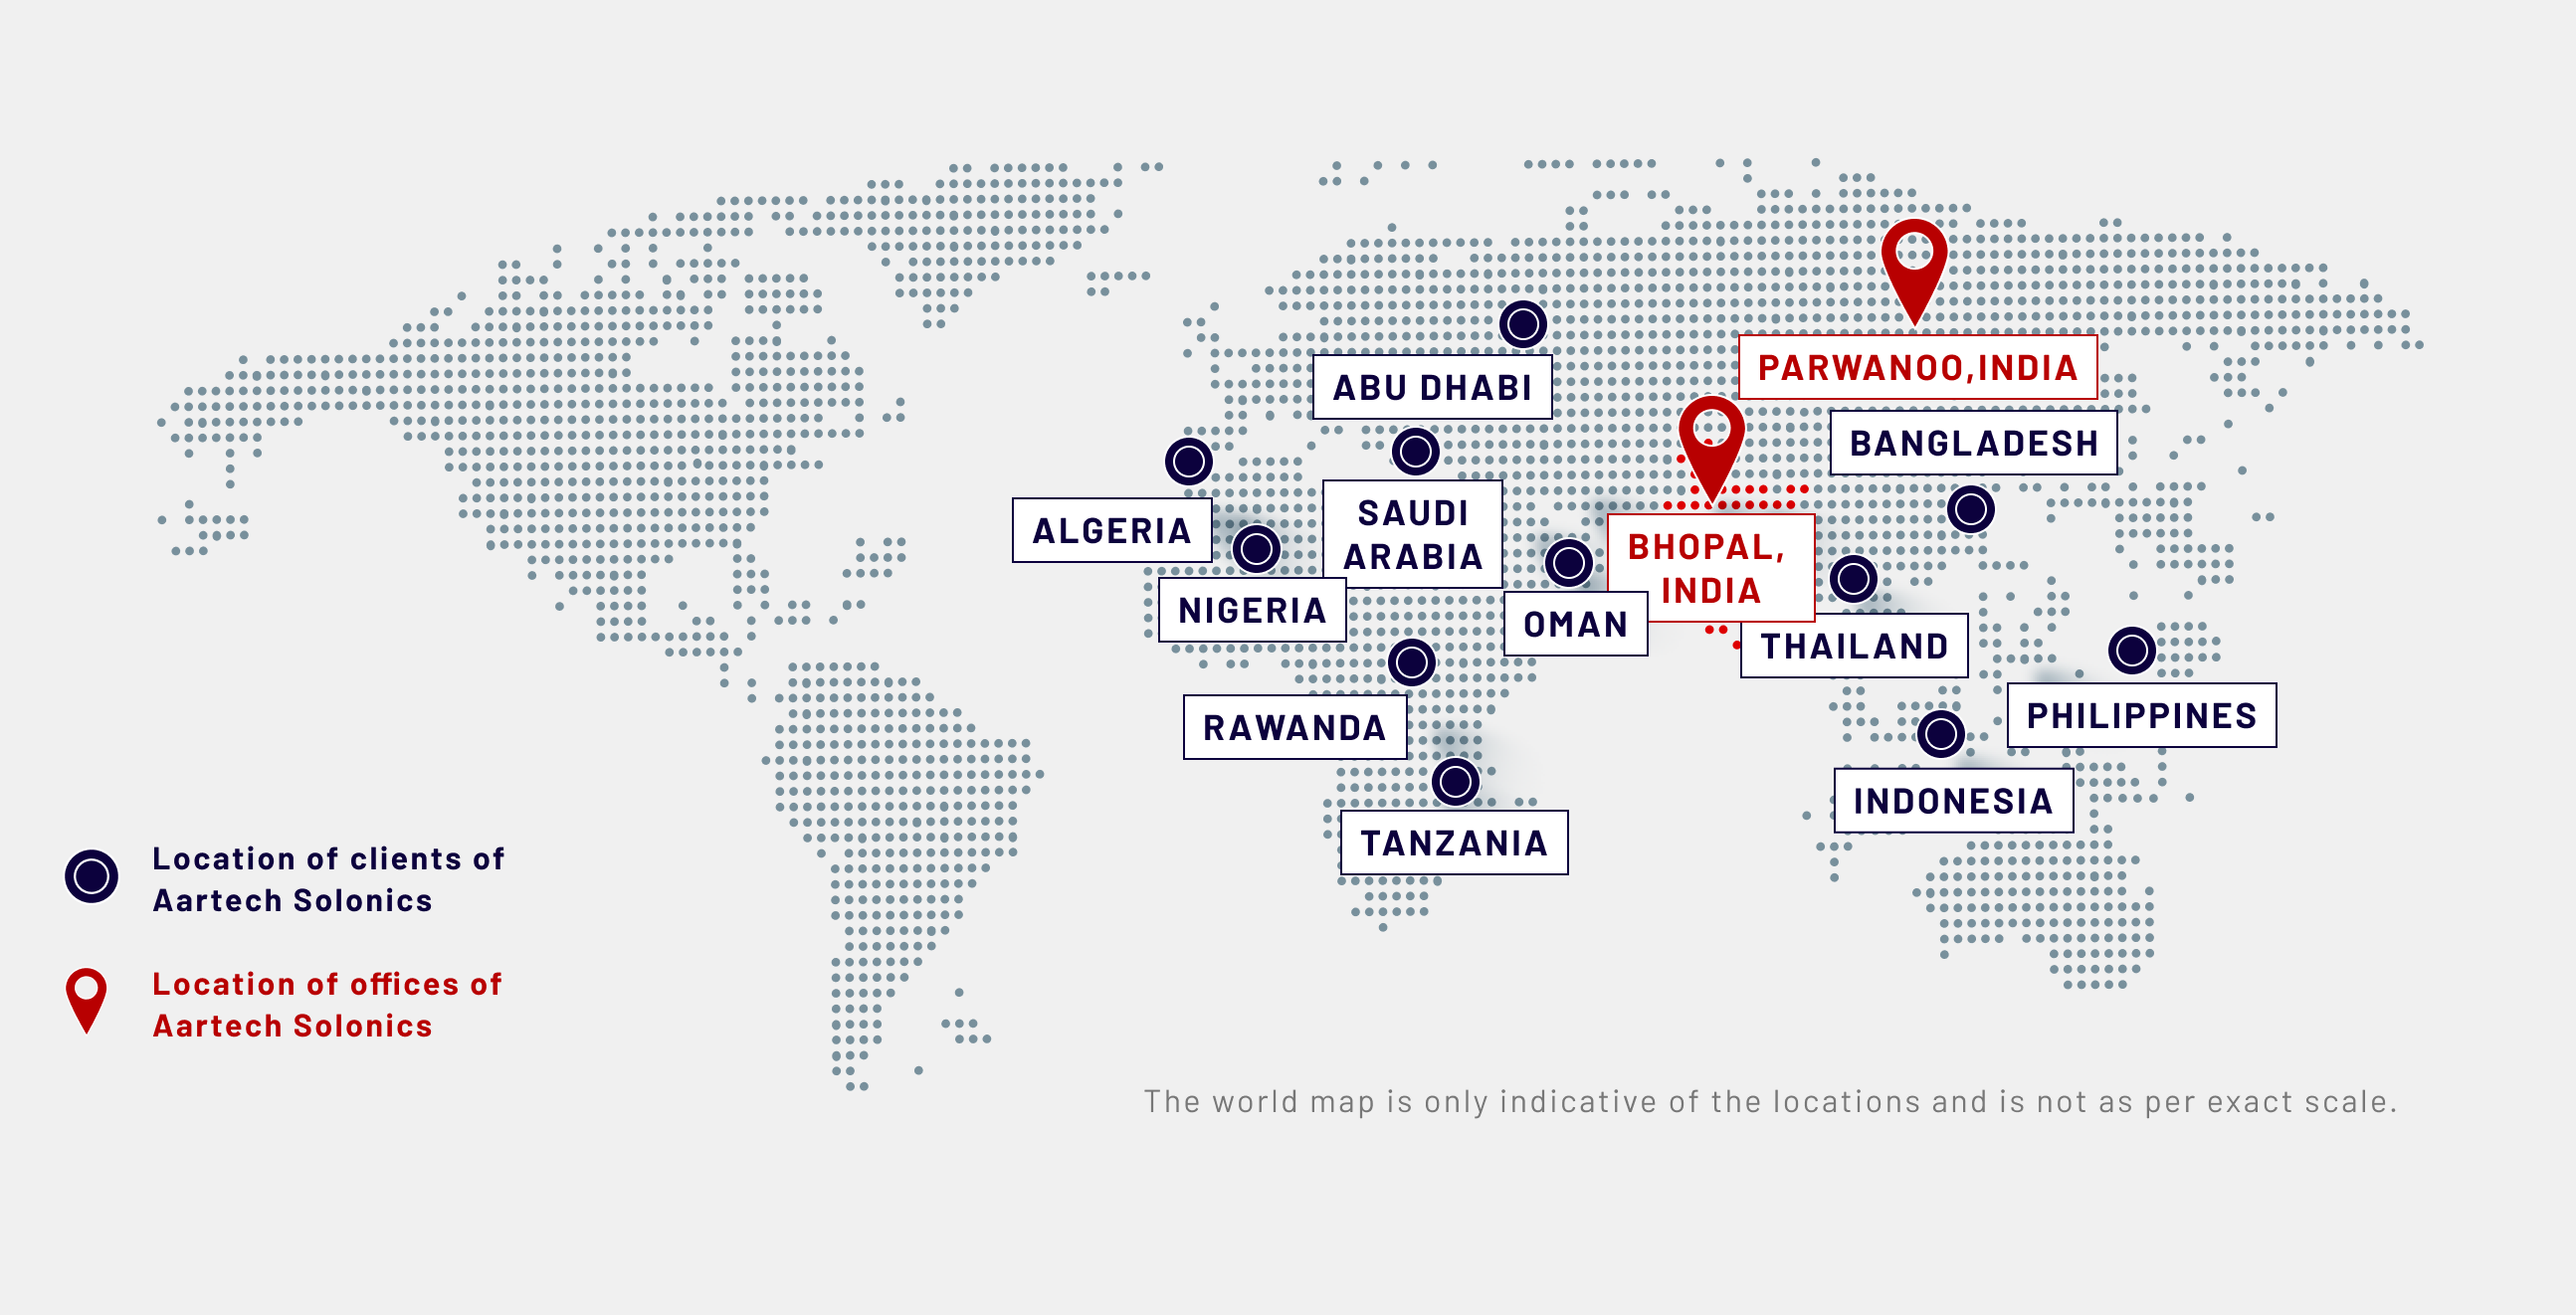 PARWANOO,INDIA
ABU DHABI
BANGLADESH
ALGERIA
SAUDI
ARABIA
BHOPAL,
INDIA
NIGERIA
OMAN
THAILAND
RAWANDA
PHILIPPINES
INDONESIA
TANZANIA
Location of clients of
Aartech Solonics
Location of offices of
Aartech Solonics
The world map is only indicative of the locations and is not as per exact scale.